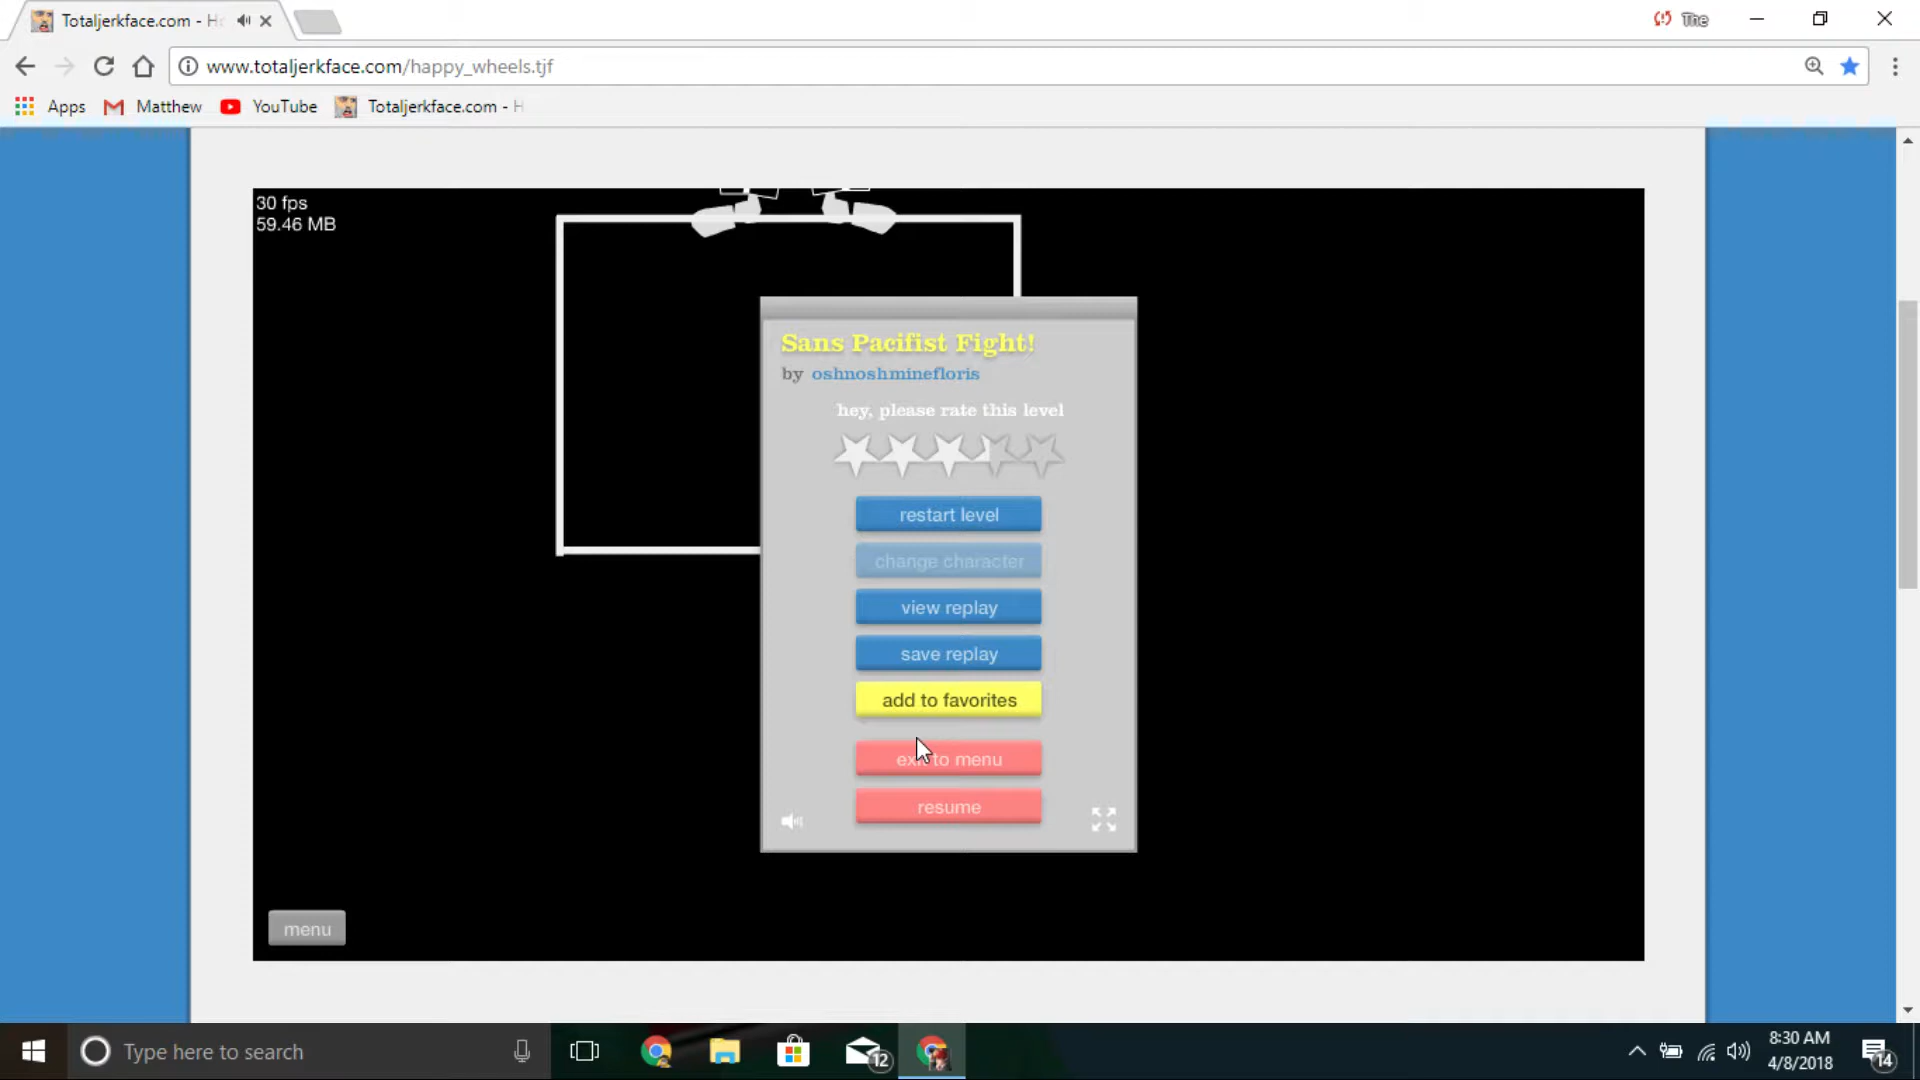 Totaljerkface.com - H
The
www.totaljerkface.com/happy_wheels.tjf
Apps Matthew YouTube Totaljerkface.com - H
30 fps
59.46 MB
Sans Pacifist Fight!
by oshnoshminefloris
hey, please rate this level
restart level
change character
view replay
save replay
add to favorites
exit to menu
resume
menu
Type here to search
12
8:30 AM
4/8/2018
14